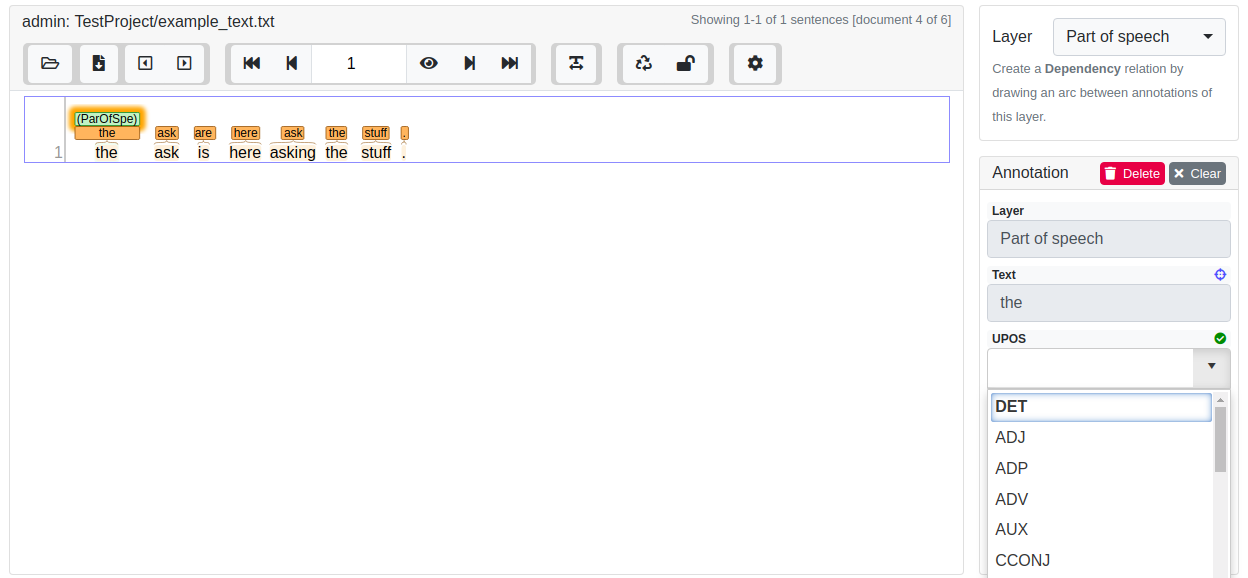 admin: TestProject/example_text.txt
Showing 1-1 of 1 sentences [document 4 of 6]
1
(ParOfSpe)
the ask are here ask the stuff .
1 the ask is here asking the stuff .
Layer Part of speech
Create a Dependency relation by
drawing an arc between annotations of
this layer.
Annotation Delete Clear
Layer
Part of speech
Text
the
UPOS
DET
ADJ
ADP
ADV
AUX
CCONJ